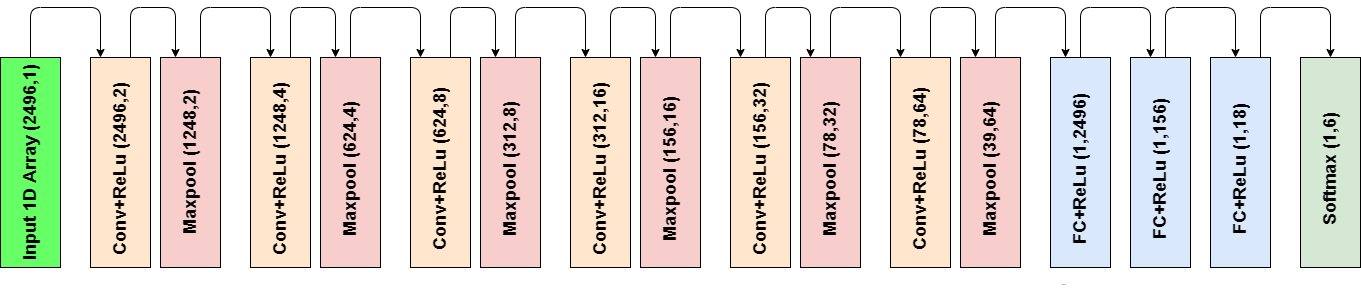 Input 1D Array (2496,1)
Conv+ReLu (2496,2)
Maxpool (1248,2)
Conv+ReLu (1248,4)
Maxpool (624,4)
Conv+ReLu (624,8)
Maxpool (312,8)
Conv+ReLu (312,16)
Maxpool (156,16)
Conv+ReLu (156,32)
Maxpool (78,32)
Conv+ReLu (78,64)
Maxpool (39,64)
FC+ReLu (1,2496)
FC+ReLu (1,156)
FC+ReLu (1,18)
Softmax (1,6)